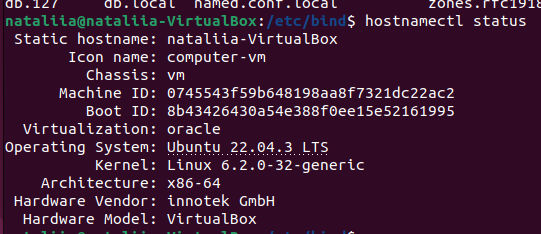 db.127 db.local named.conf.local zones.rfc1918
nataliia@nataliia-VirtualBox:/etc/bind$ hostnamectl status
Static hostname: nataliia-VirtualBox
Icon name: computer-vm
Chassis: vm
Machine ID: 0745543f59b648198aa8f7321dc22ac2
Boot ID: 8b43426430a54e388f0ee15e52161995
Virtualization: oracle
Operating System: Ubuntu 22.04.3 LTS
Kernel: Linux 6.2.0-32-generic
Architecture: x86-64
Hardware Vendor: innotek GmbH
Hardware Model: VirtualBox